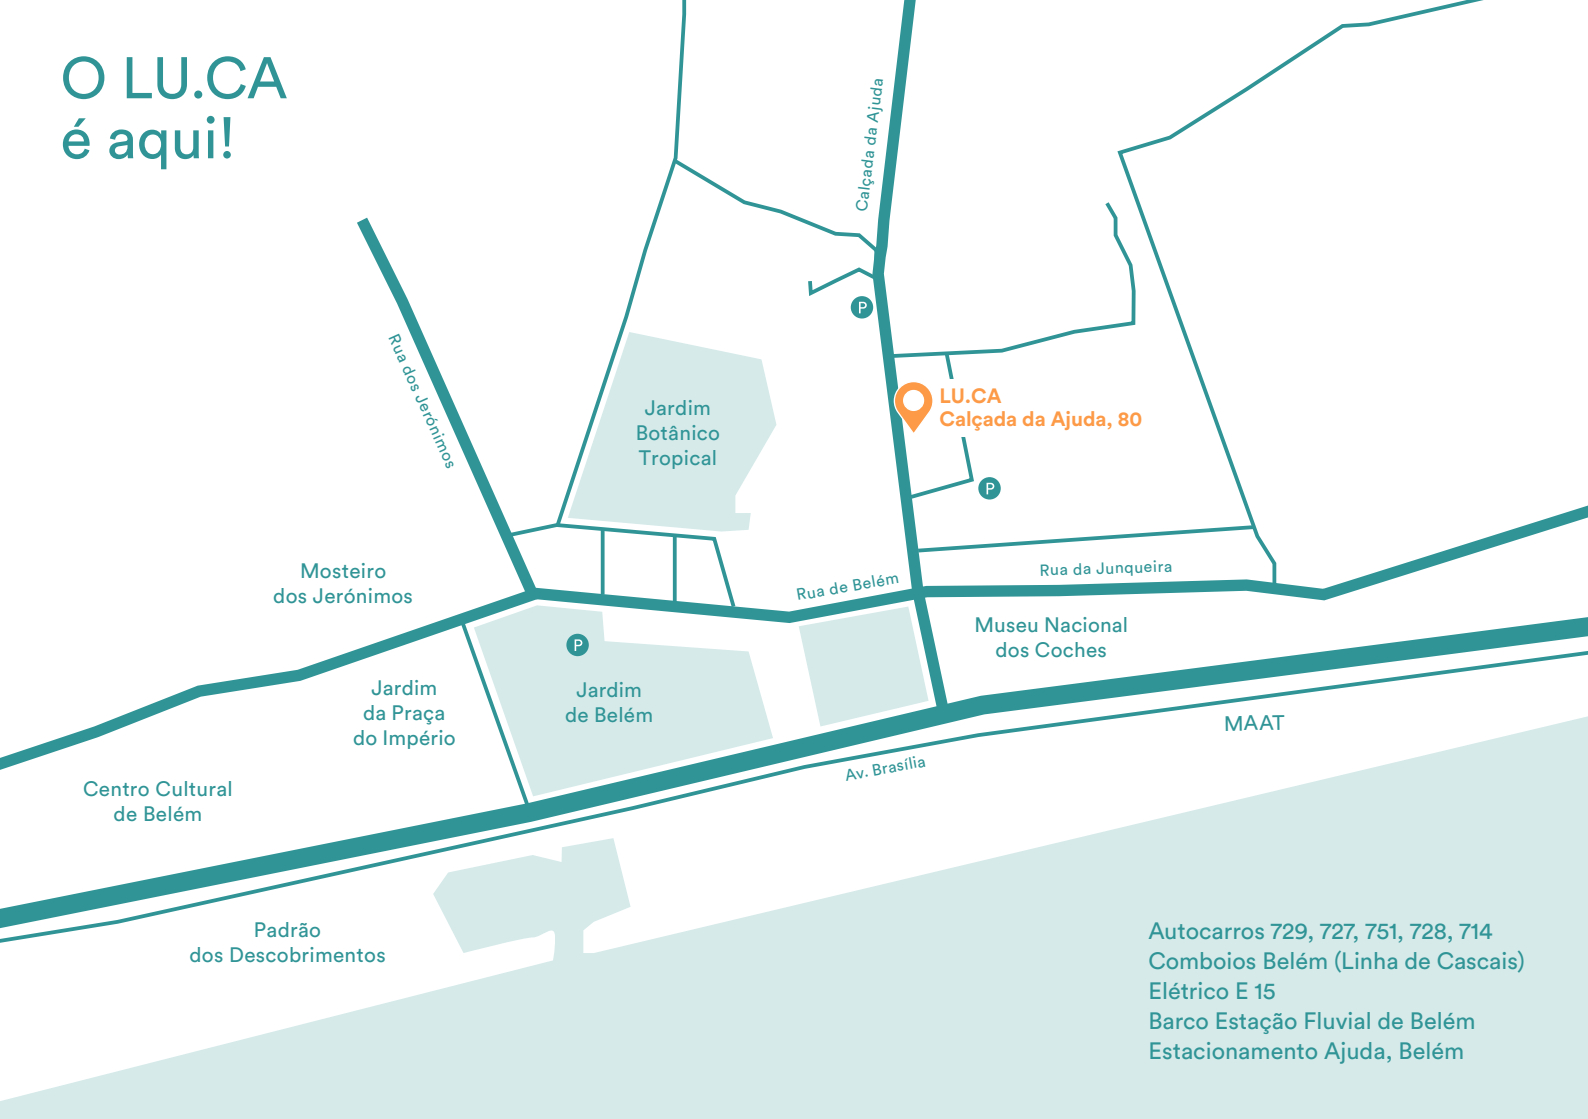 O LU.CA
é aqui!
Calçada da Ajuda
P
Rua dos Jerónimos
LU.CA
Calçada da Ajuda, 80
Jardim
Botânico
Tropical
P
Mosteiro
dos Jerónimos
Rua de Belém
Rua da Junqueira
Museu Nacional
dos Coches
P
Jardim
de Belém
Jardim
da Praça
do Império
MAAT
Av. Brasília
Centro Cultural
de Belém
Padrão
dos Descobrimentos
Autocarros 729, 727, 751, 728, 714
Comboios Belém (Linha de Cascais)
Elétrico E 15
Barco Estação Fluvial de Belém
Estacionamento Ajuda, Belém